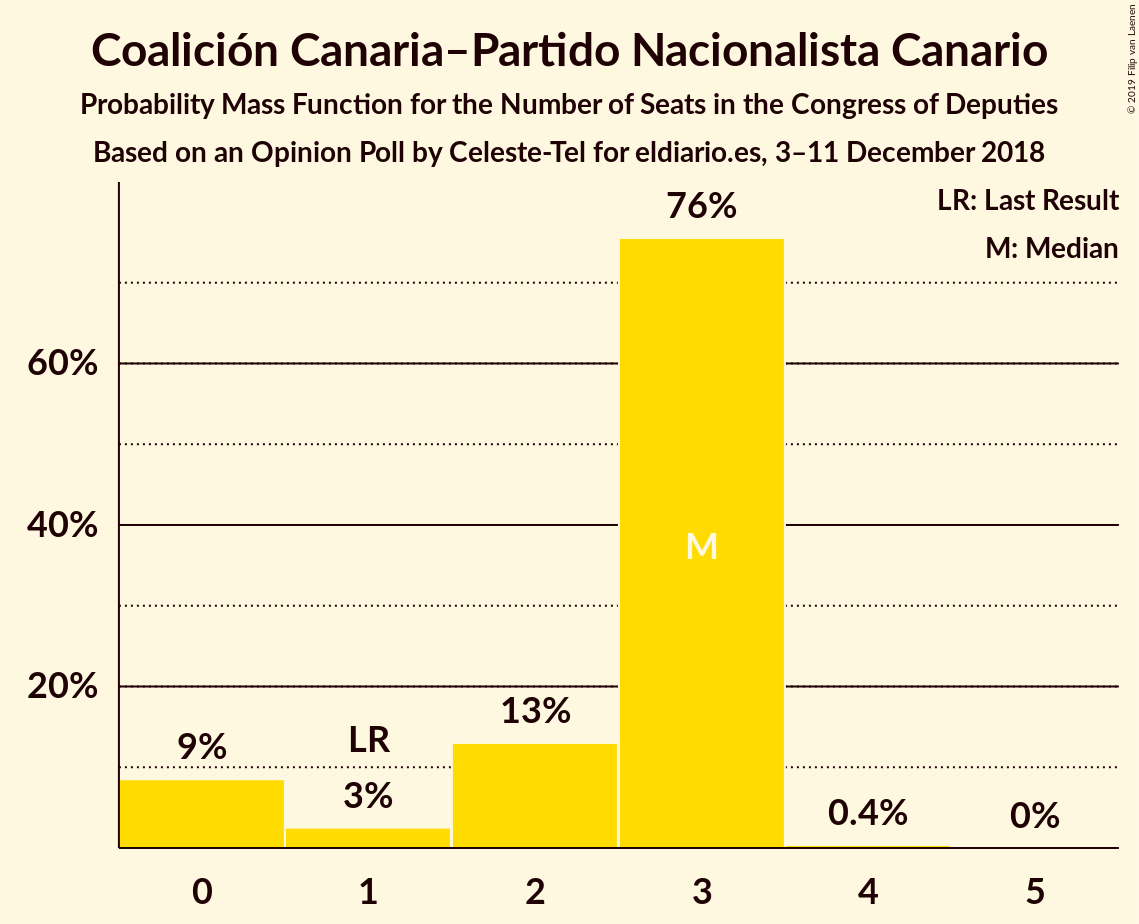 Coalición Canaria–Partido Nacionalista Canario
Probability Mass Function for the Number of Seats in the Congress of Deputies
Based on an Opinion Poll by Celeste-Tel for eldiario.es, 3–11 December 2018
© 2019 Filip van Laenen
LR: Last Result
M: Median
76%
60%
40%
20%
M
9%
LR
3%
13%
0.4%
0%
0 1 2 3 4 5